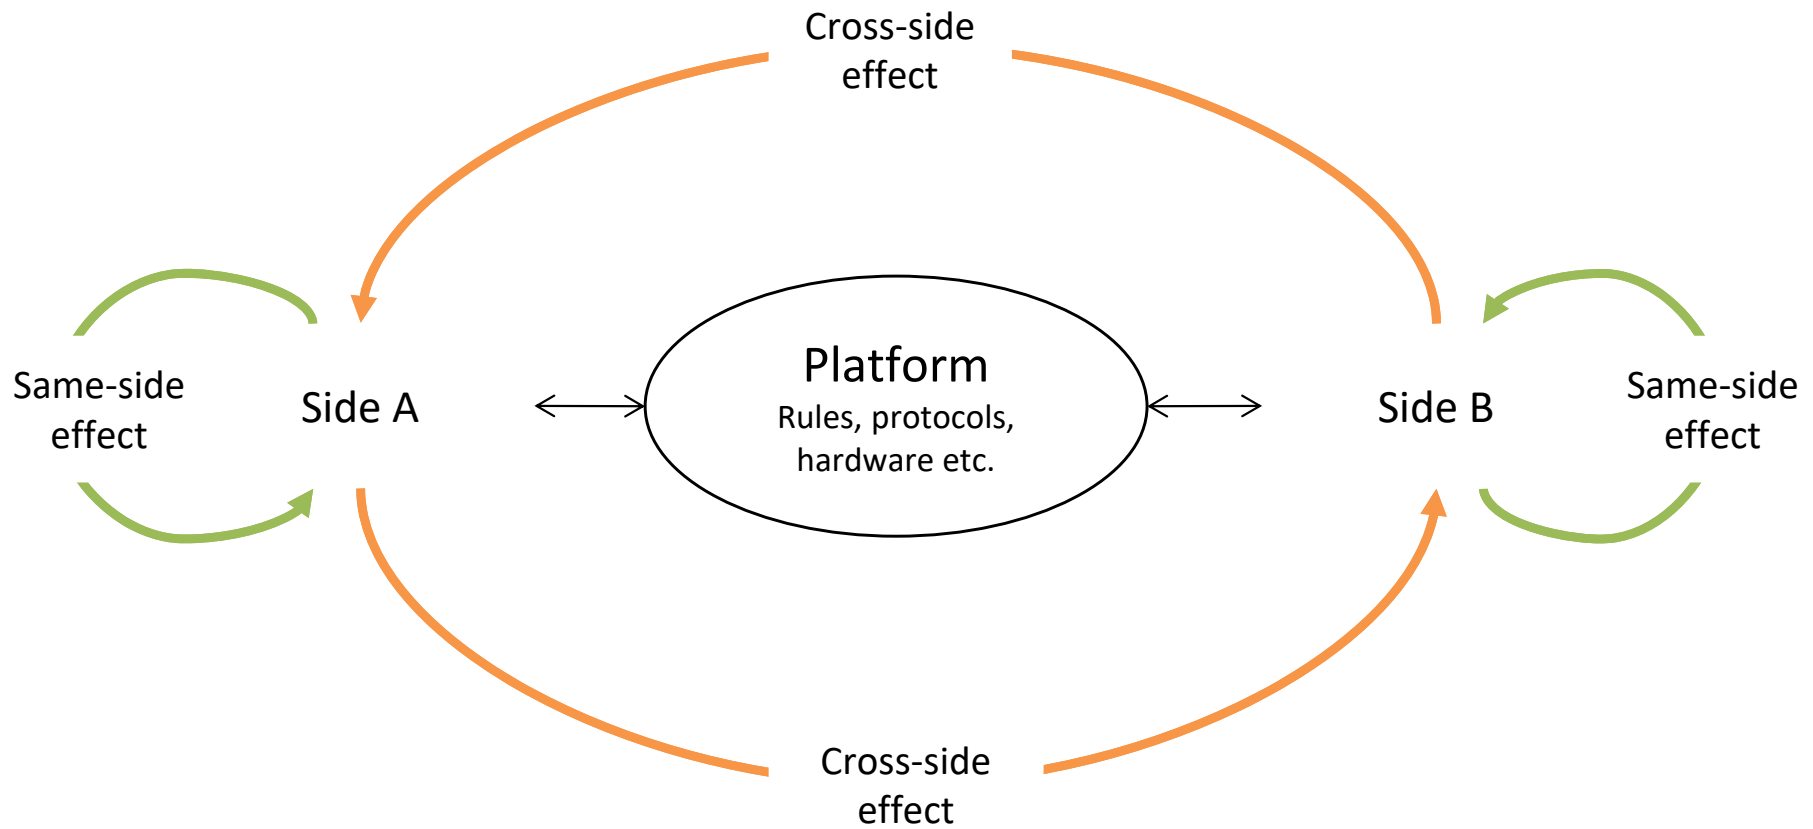 Cross-side
effect
Same-side
effect
Side A
Platform
Rules, protocols,
hardware etc.
Side B
Same-side
effect
Cross-side
effect